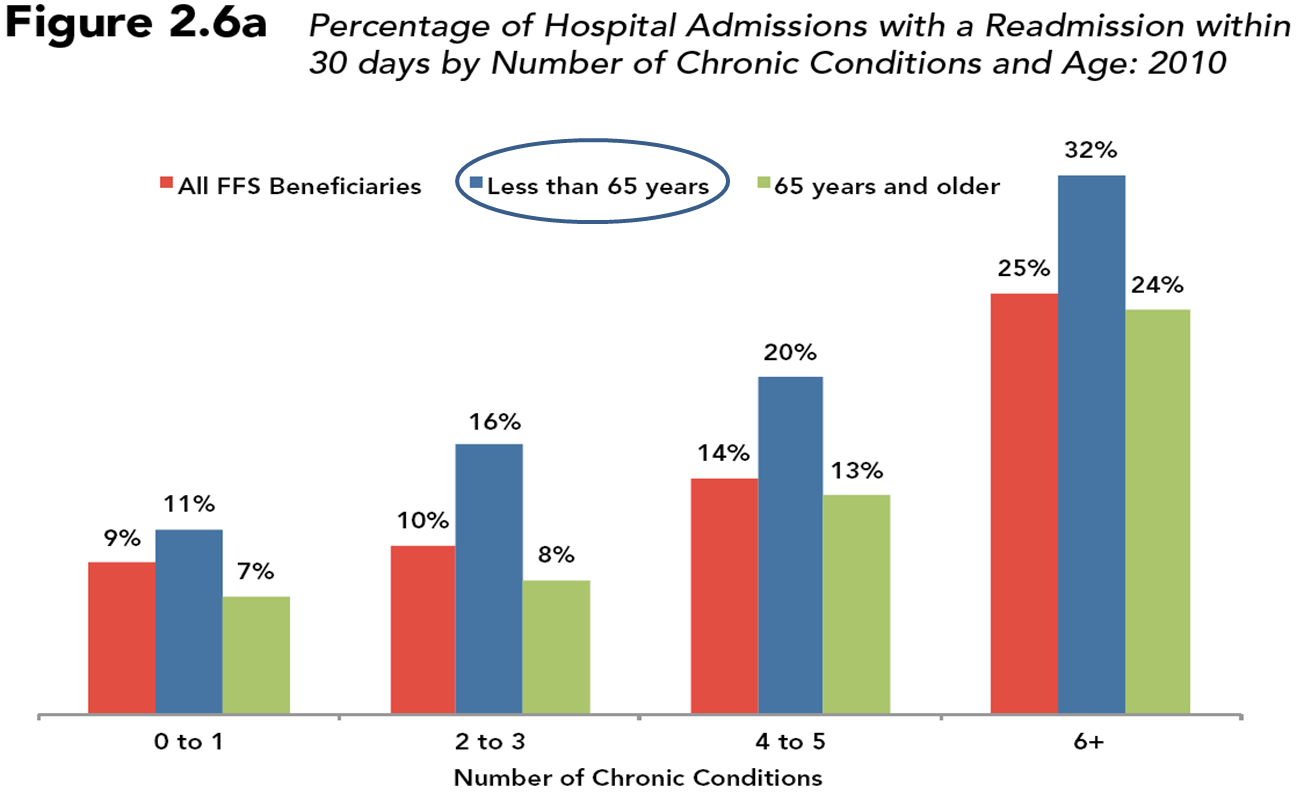 Figure 2.6a Percentage of Hospital Admissions with a Readmission within
30 days by Number of Chronic Conditions and Age: 2010
All FFS Beneficiaries Less than 65 years 65 years and older
9% 11% 7%
10% 16% 8%
14% 20% 13%
25% 32% 24%
0 to 1 2 to 3 4 to 5 6+
Number of Chronic Conditions